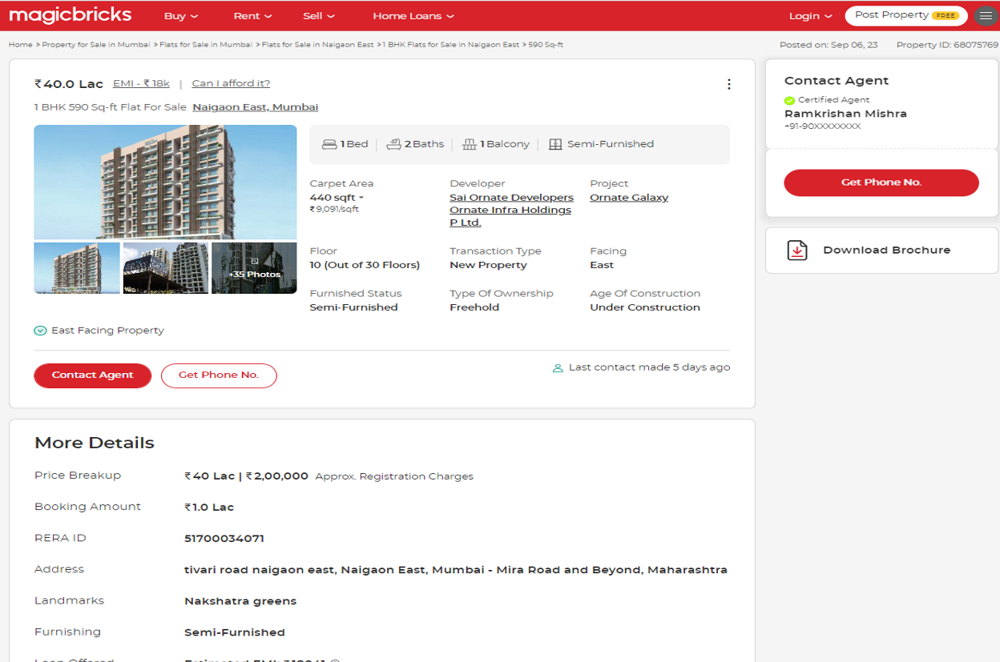 magicbricks Buy Rent Sell Home Loans Login Post Property FREE
Home > Property for Sale in Mumbai > Flats for Sale in Mumbai > Flats for Sale in Naigaon East > 1 BHK Flats for Sale in Naigaon East > 590 Sq-ft
Posted on: Sep 06, 23 Property ID: 68075769
₹40.0 Lac EMI - ₹18k | Can I afford it?
1 BHK 590 Sq-ft Flat For Sale Naigaon East, Mumbai
+35 Photos
1 Bed 2 Baths 1 Balcony Semi-Furnished
Carpet Area
440 sqft
₹9,091/sqft
Developer
Sai Ornate Developers
Ornate Infra Holdings
P Ltd.
Project
Ornate Galaxy
Floor
10 (Out of 30 Floors)
Transaction Type
New Property
Facing
East
Furnished Status
Semi-Furnished
Type Of Ownership
Freehold
Age Of Construction
Under Construction
East Facing Property
Contact Agent Get Phone No. Last contact made 5 days ago
Contact Agent
Certified Agent
Ramkrishan Mishra
+91-90XXXXXXXX
Get Phone No.
Download Brochure
More Details
Price Breakup ₹40 Lac | ₹2,00,000 Approx. Registration Charges
Booking Amount ₹1.0 Lac
RERA ID 51700034071
Address tivari road naigaon east, Naigaon East, Mumbai - Mira Road and Beyond, Maharashtra
Landmarks Nakshatra greens
Furnishing Semi-Furnished
Loan Offered Estimated EMI: